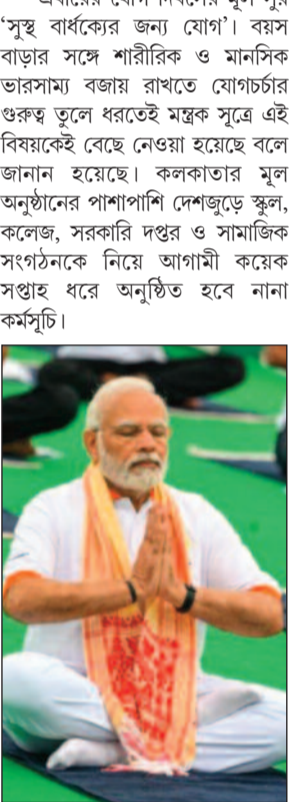 ‘সুস্থ বার্ধক্যের জন্য যোগ’। বয়স
বাড়ার সঙ্গে শারীরিক ও মানসিক
ভারসাম্য বজায় রাখতে যোগচর্চার
গুরুত্ব তুলে ধরতেই মন্ত্রক সূত্রে এই
বিষয়কেই বেছে নেওয়া হয়েছে বলে
জানান হয়েছে। কলকাতার মূল
অনুষ্ঠানের পাশাপাশি দেশজুড়ে স্কুল,
কলেজ, সরকারি দপ্তর ও সামাজিক
সংগঠনকে নিয়ে আগামী কয়েক
সপ্তাহ ধরে অনুষ্ঠিত হবে নানা
কর্মসূচি।